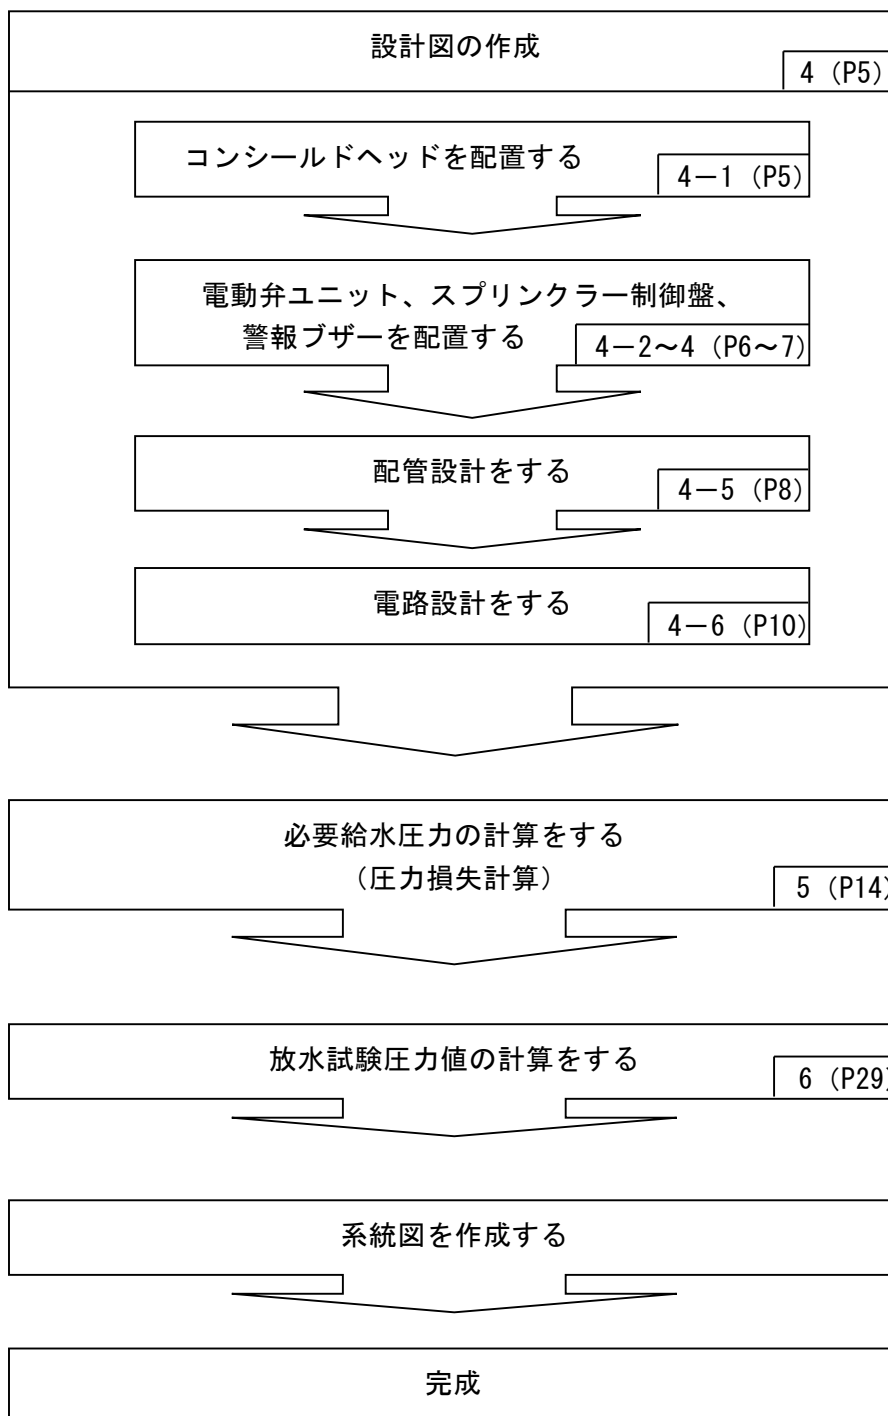 設計図の作成
4（P5）
コンシールドヘッドを配置する
4－1（P5）
電動弁ユニット、スプリンクラー制御盤、
警報ブザーを配置する
4－2～4（P6～7）
配管設計をする
4－5（P8）
電路設計をする
4－6（P10）
必要給水圧力の計算をする
（圧力損失計算）
5（P14）
放水試験圧力値の計算をする
6（P29）
系統図を作成する
完成